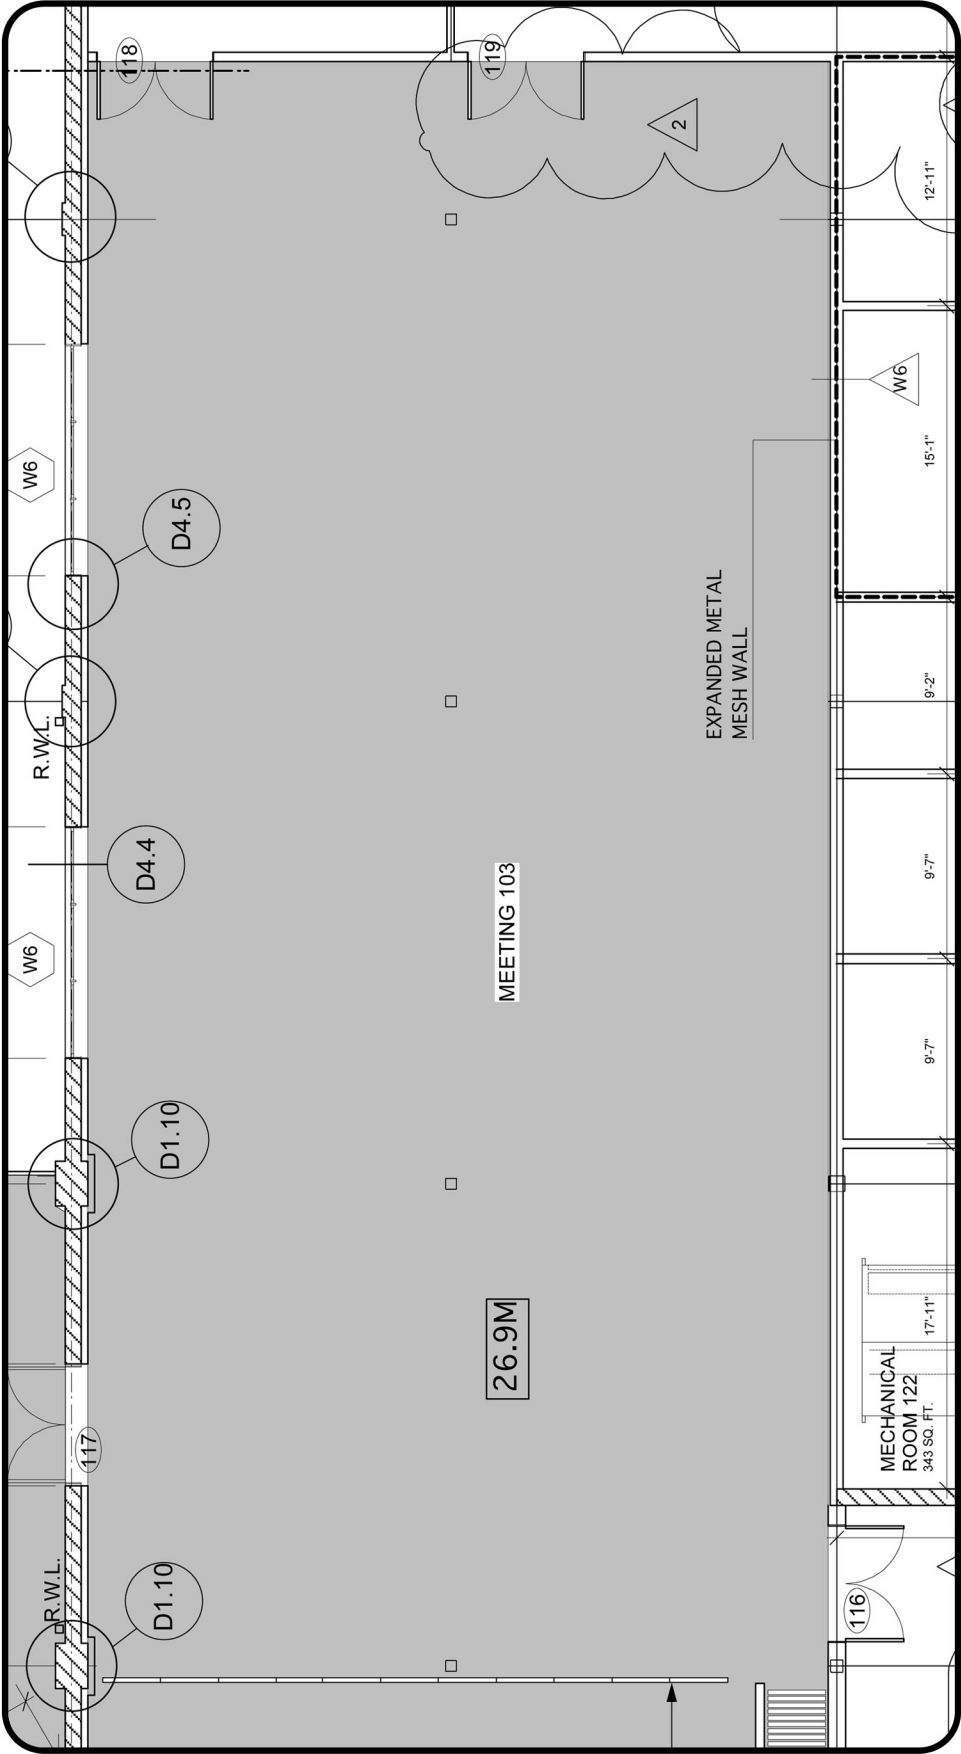 118
119
2
12'-11"
W6
W6
15'-1"
D4.5
EXPANDED METAL
MESH WALL
R.W.L.
9'-2"
D4.4
W6
MEETING 103
9'-7"
9'-7"
D1.10
26.9M
17'-11"
MECHANICAL
ROOM 122
343 SQ. FT.
117
R.W.L.
D1.10
116